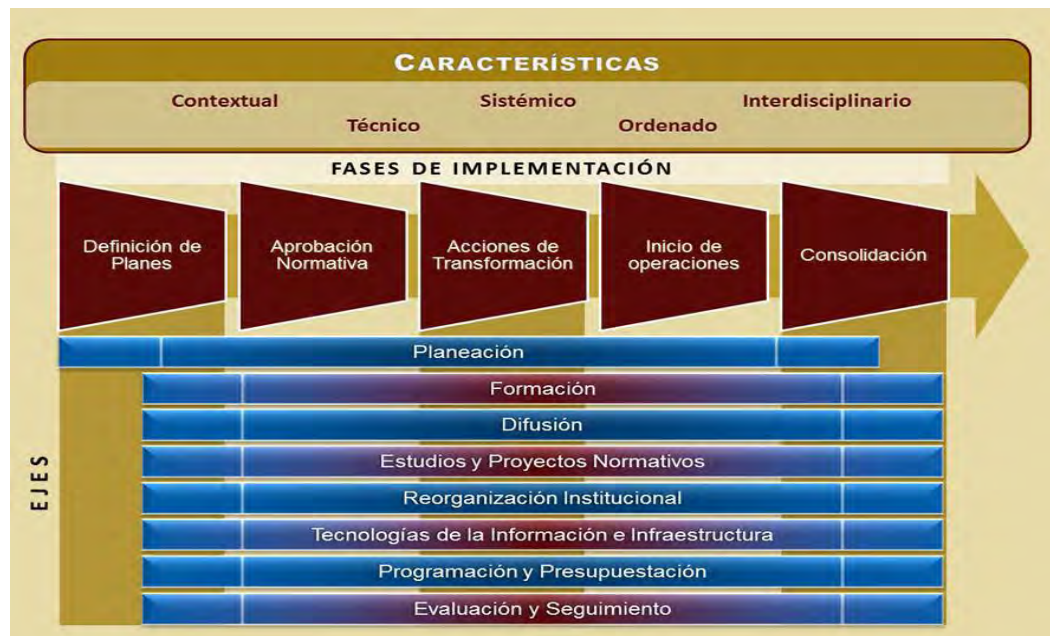 CARACTERÍSTICAS
Contextual Sistémico Interdisciplinario
Técnico Ordenado
FASES DE IMPLEMENTACIÓN
Definición de
Planes
Aprobación
Normativa
Acciones de
Transformación
Inicio de
operaciones
Consolidación
EJES
Planeación
Formación
Difusión
Estudios y Proyectos Normativos
Reorganización Institucional
Tecnologías de la Información e Infraestructura
Programación y Presupuestación
Evaluación y Seguimiento